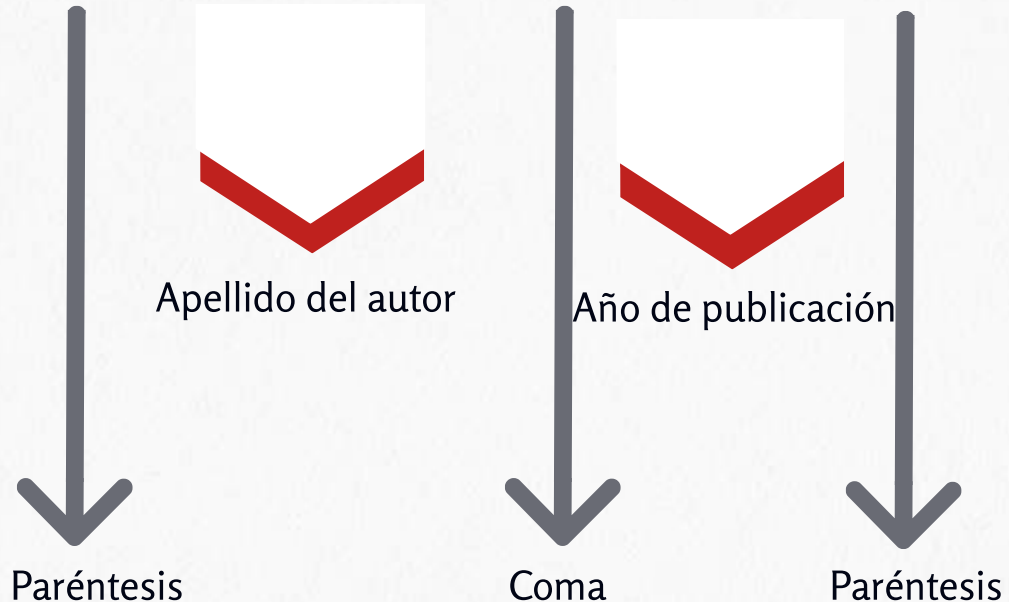 Apellido del autor
Año de publicación
Paréntesis
Coma
Paréntesis